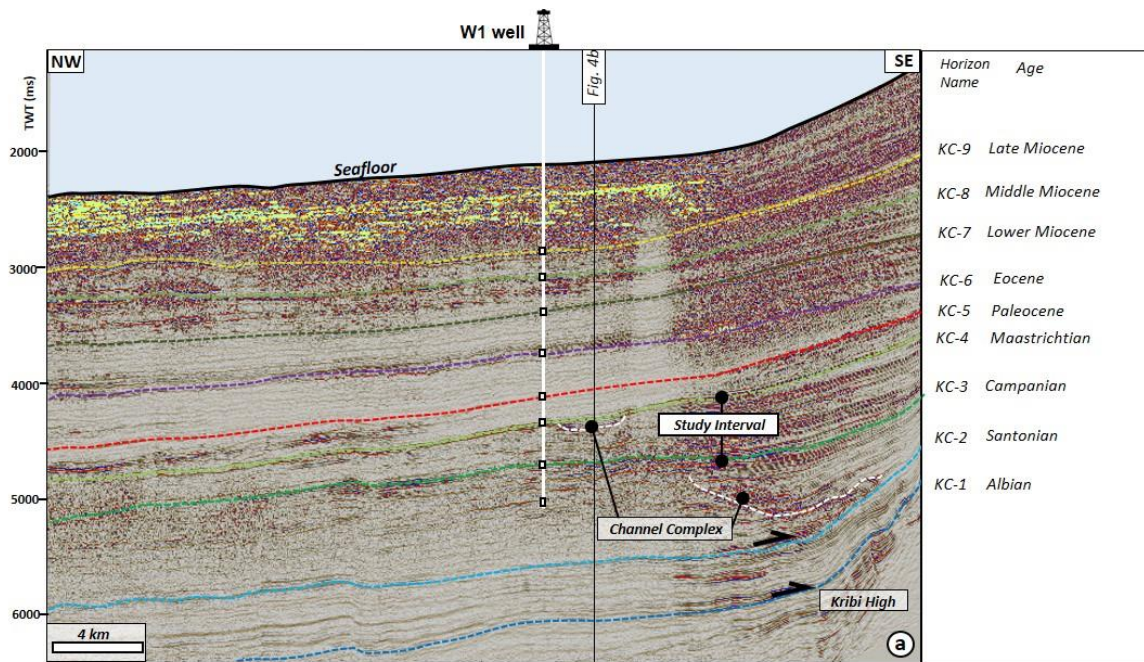 W1 well
NW
Fig. 4b
SE
Horizon
Name
Age
TWT (ms)
2000
3000
4000
5000
6000
Seafloor
KC-9 Late Miocene
KC-8 Middle Miocene
KC-7 Lower Miocene
KC-6 Eocene
KC-5 Paleocene
KC-4 Maastrichtian
KC-3 Campanian
KC-2 Santonian
KC-1 Albian
Study Interval
Channel Complex
Kribi High
4 km
a